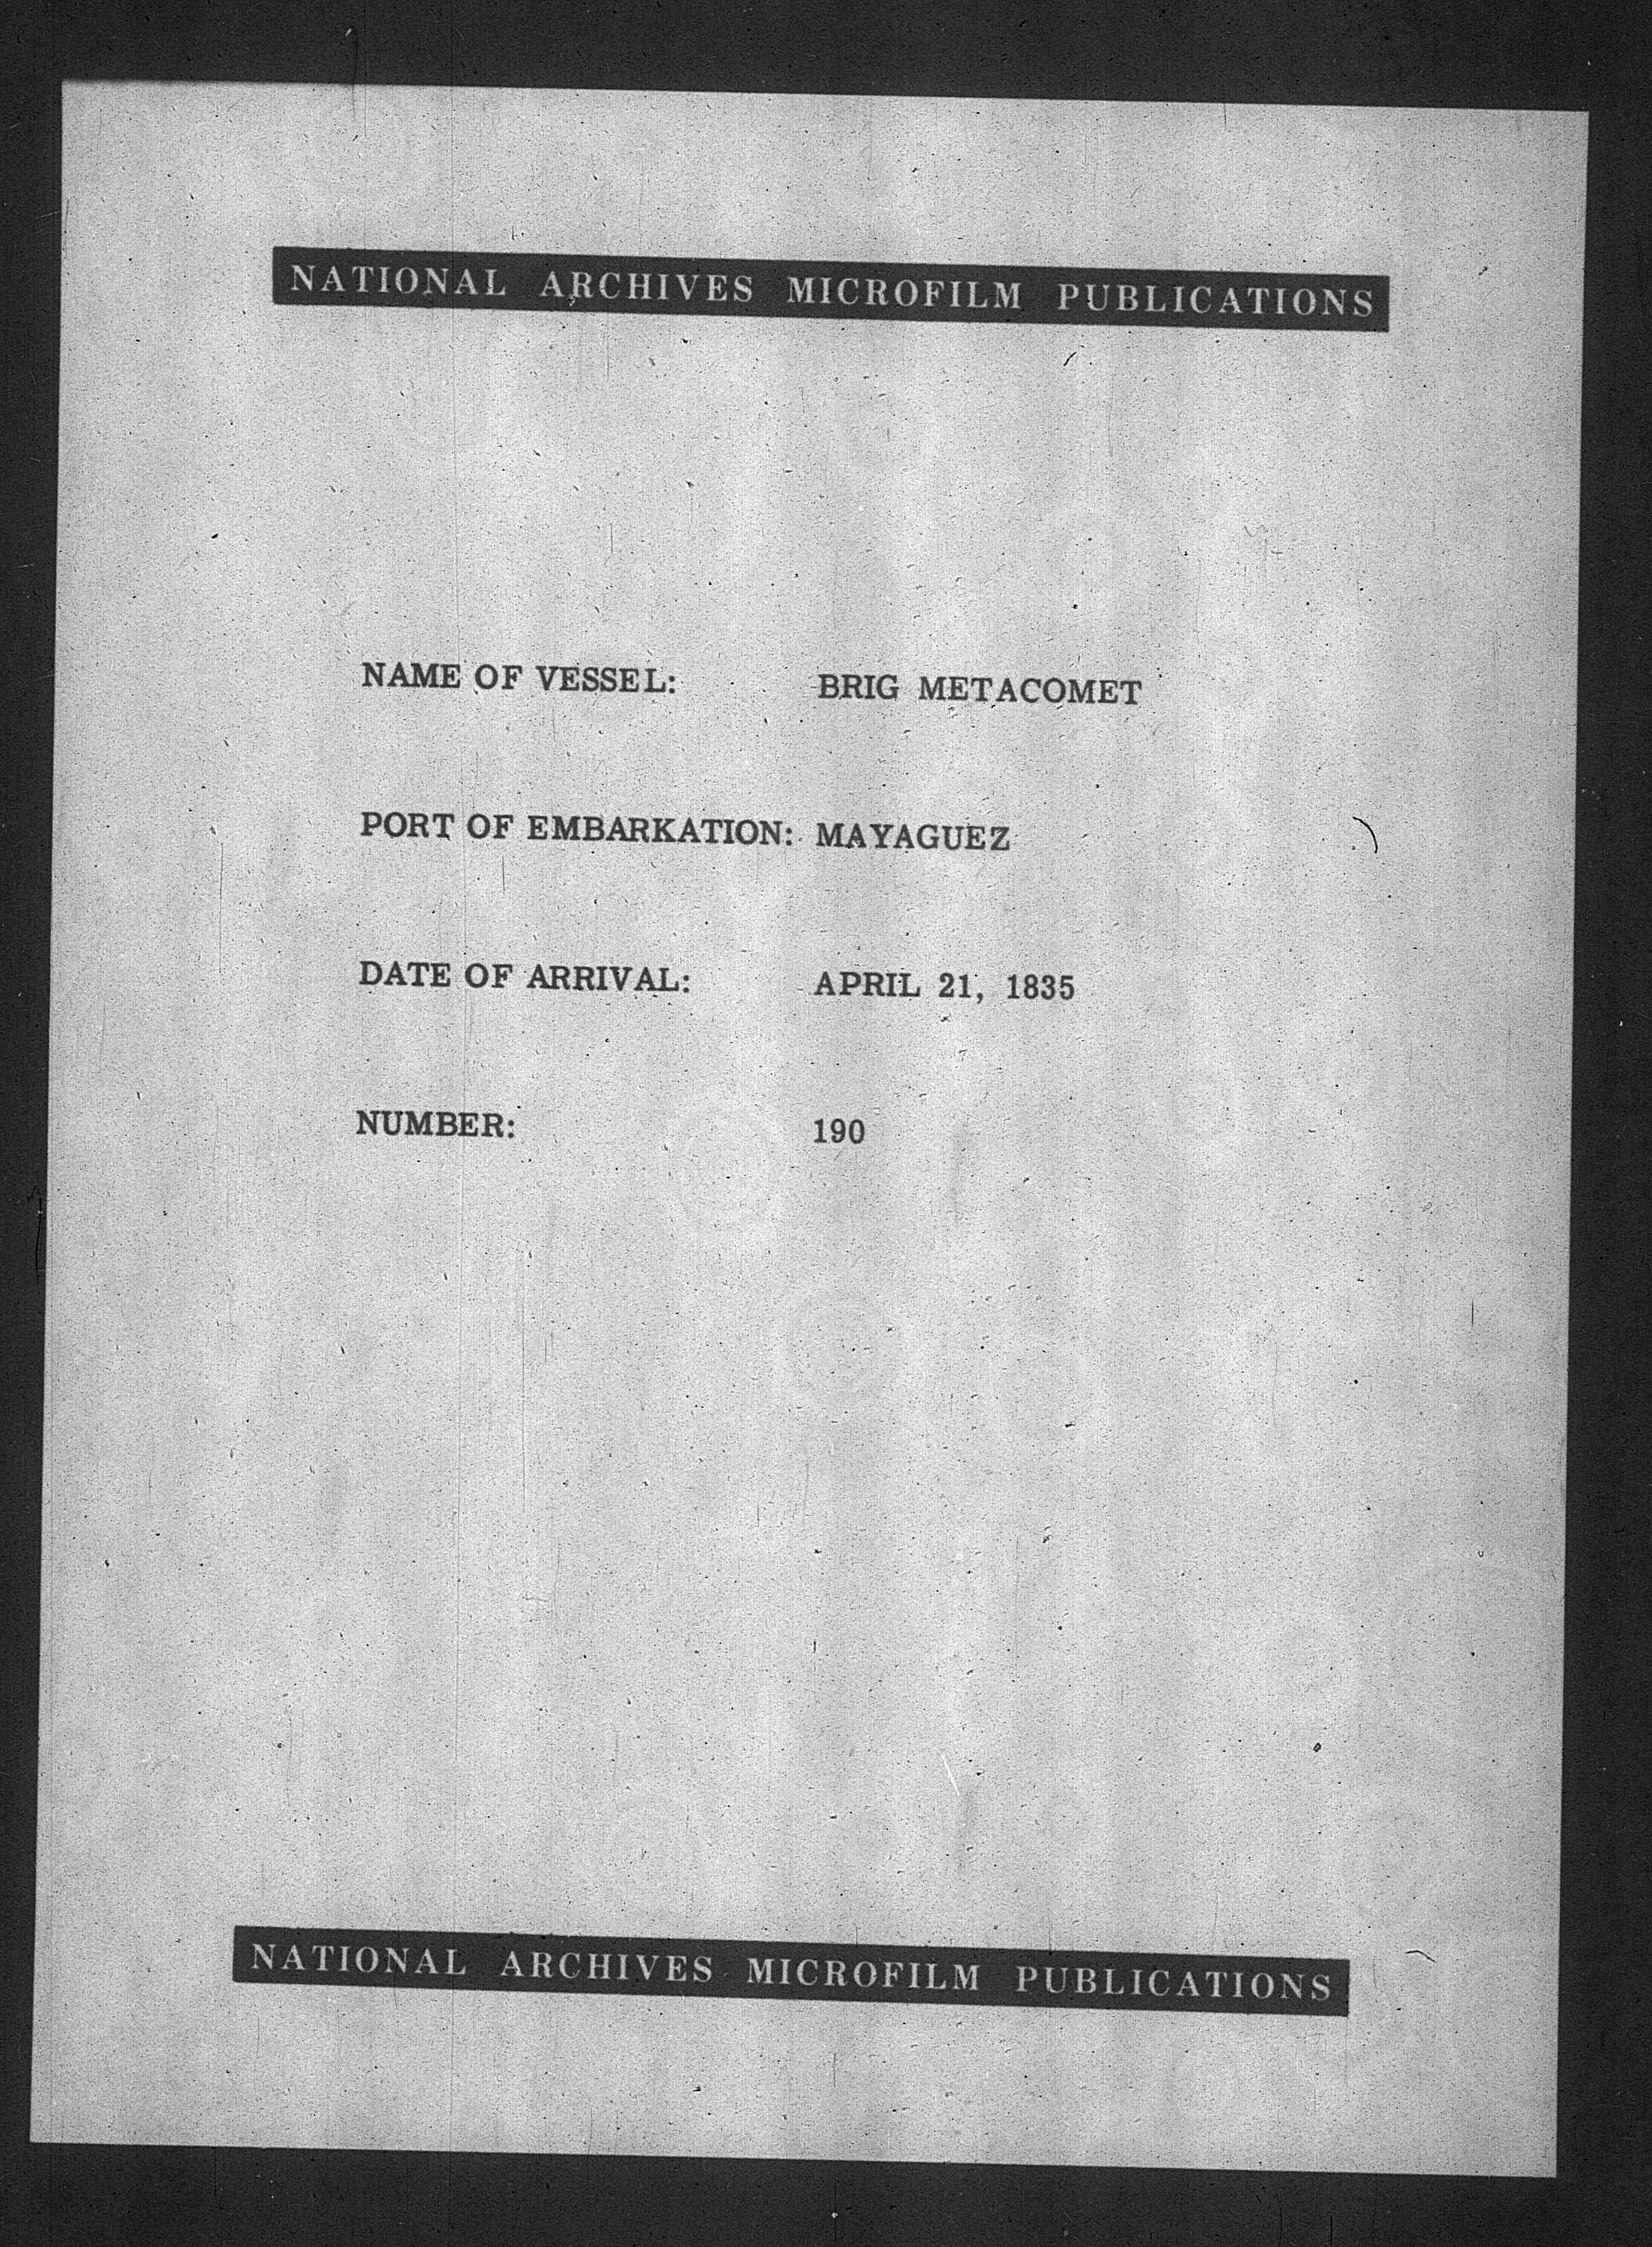 NATIONAL ARCHIVES MICROFILM PUBLICATIONS
NAME OF VESSEL: BRIG METACOMET
PORT OF EMBARKATION: MAYAGUEZ
DATE OF ARRIVAL: APRIL 21, 1835
NUMBER: 190
NATIONAL ARCHIVES MICROFILM PUBLICATIONS